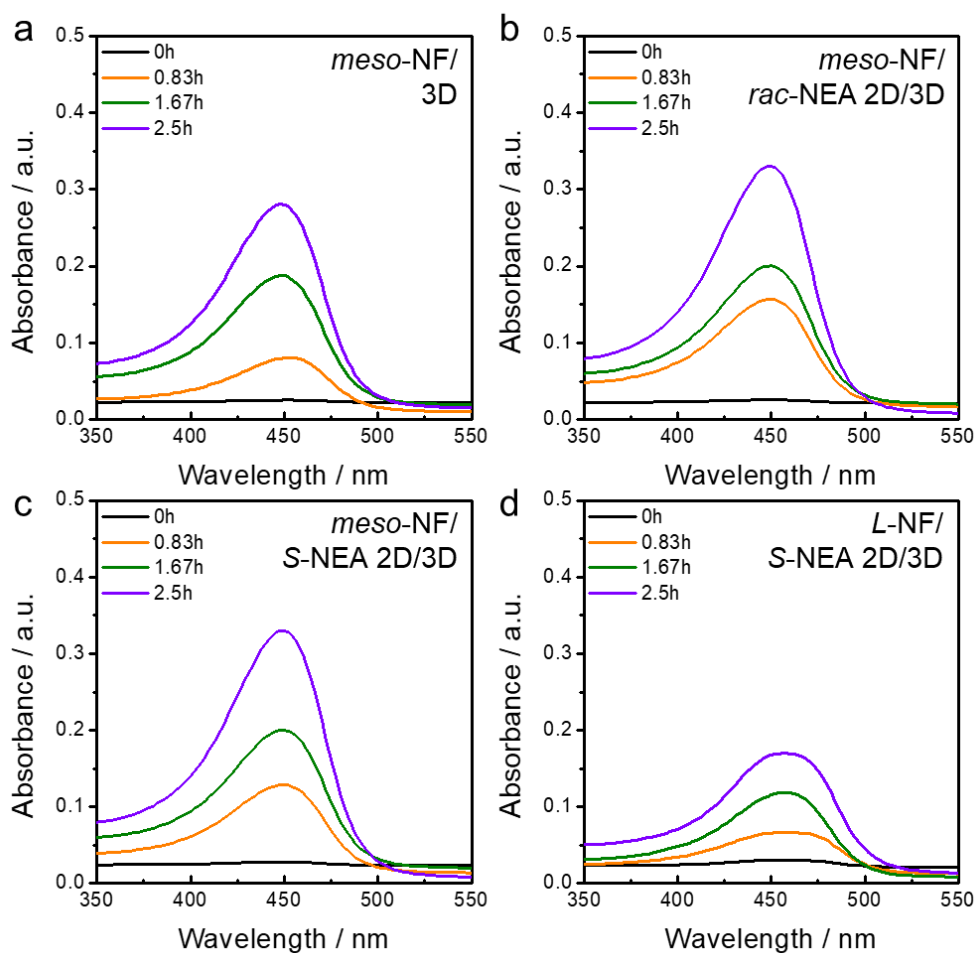 a
0h
0.83h
1.67h
2.5h
meso-NF/
3D
0.5
0.4
0.3
0.2
0.1
0.0
350
400
450
500
550
Absorbance / a.u.
Wavelength / nm
b
0h
0.83h
1.67h
2.5h
meso-NF/
rac-NEA 2D/3D
0.5
0.4
0.3
0.2
0.1
0.0
350
400
450
500
550
Absorbance / a.u.
Wavelength / nm
c
0h
0.83h
1.67h
2.5h
meso-NF/
S-NEA 2D/3D
0.5
0.4
0.3
0.2
0.1
0.0
350
400
450
500
550
Absorbance / a.u.
Wavelength / nm
d
0h
0.83h
1.67h
2.5h
L-NF/
S-NEA 2D/3D
0.5
0.4
0.3
0.2
0.1
0.0
350
400
450
500
550
Absorbance / a.u.
Wavelength / nm